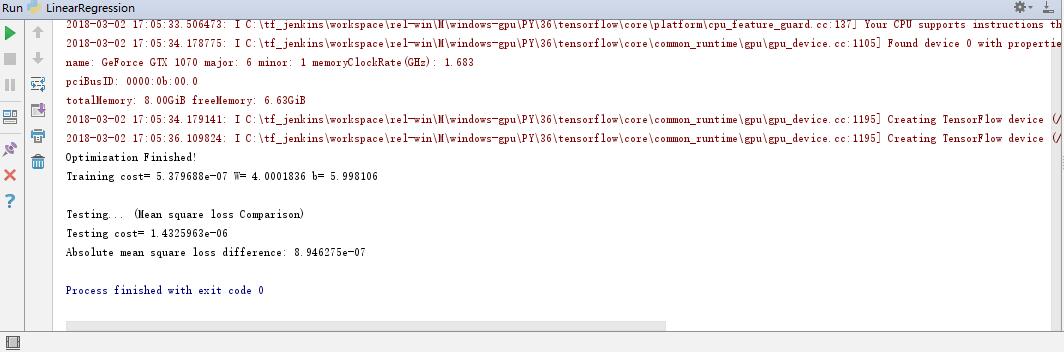 Run LinearRegression
2018-03-02 17:05:33.506473: I C:\tf_jenkins\workspace\rel-win\M\windows-gpu\PY\36\tensorflow\core\platform\cpu_feature_guard.cc:137] Your CPU supports instructions th
2018-03-02 17:05:34.178775: I C:\tf_jenkins\workspace\rel-win\M\windows-gpu\PY\36\tensorflow\core\common_runtime\gpu\gpu_device.cc:1105] Found device 0 with propertie
name: GeForce GTX 1070 major: 6 minor: 1 memoryClockRate(GHz): 1.683
pciBusID: 0000:0b:00.0
totalMemory: 8.00GiB freeMemory: 6.63GiB
2018-03-02 17:05:34.179141: I C:\tf_jenkins\workspace\rel-win\M\windows-gpu\PY\36\tensorflow\core\common_runtime\gpu\gpu_device.cc:1195] Creating TensorFlow device (/
2018-03-02 17:05:36.109824: I C:\tf_jenkins\workspace\rel-win\M\windows-gpu\PY\36\tensorflow\core\common_runtime\gpu\gpu_device.cc:1195] Creating TensorFlow device (/
Optimization Finished!
Training cost= 5.379688e-07 W= 4.0001836 b= 5.998106
Testing... (Mean square loss Comparison)
Testing cost= 1.4325963e-06
Absolute mean square loss difference: 8.946275e-07
Process finished with exit code 0